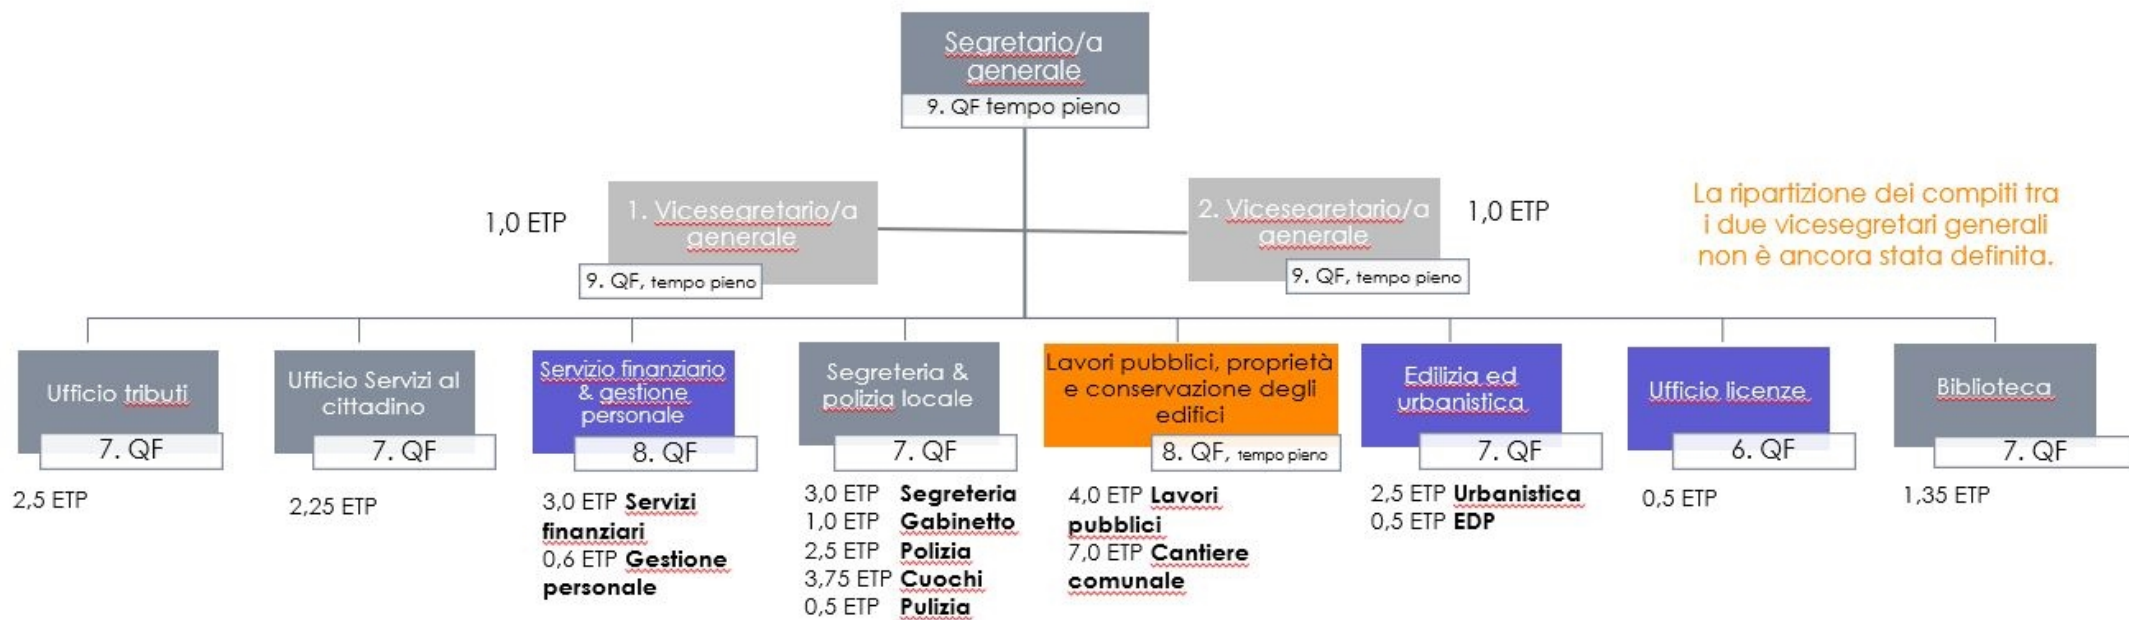 Segretario/a
generale
9. QF tempo pieno
1,0 ETP
1. Vicesegretario/a
generale
9. QF, tempo pieno
2. Vicesegretario/a
generale
9. QF, tempo pieno
1,0 ETP
La ripartizione dei compiti tra
i due vicesegretari generali
non è ancora stata definita.
Ufficio tributi
7. QF
2,5 ETP
Ufficio Servizi al
cittadino
7. QF
2,25 ETP
Servizio finanziario
& gestione
personale
8. QF
3,0 ETP Servizi
finanziari
0,6 ETP Gestione
personale
Segreteria &
polizia locale
7. QF
3,0 ETP Segreteria
1,0 ETP Gabinetto
2,5 ETP Polizia
3,75 ETP Cuochi
0,5 ETP Pulizia
Lavori pubblici, proprietà
e conservazione degli
edifici
8. QF, tempo pieno
4,0 ETP Lavori
pubblici
7,0 ETP Cantiere
comunale
Edilizia ed
urbanistica
7. QF
2,5 ETP Urbanistica
0,5 ETP EDP
Ufficio licenze
6. QF
0,5 ETP
Biblioteca
7. QF
1,35 ETP